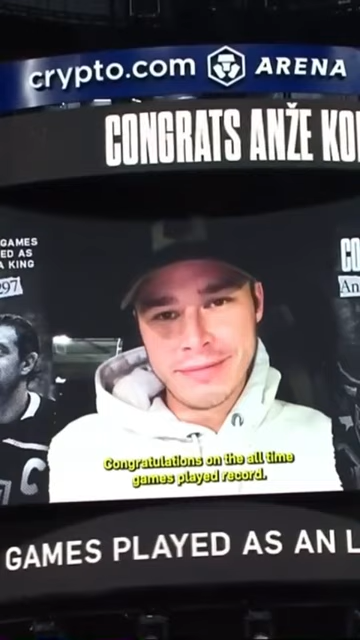 crypto.com ARENA
CONGRATS ANŽE KO
GAMES
ED AS
A KING
297
CO
An
Congratulations on the all time
games played record.
C
GAMES PLAYED AS AN L